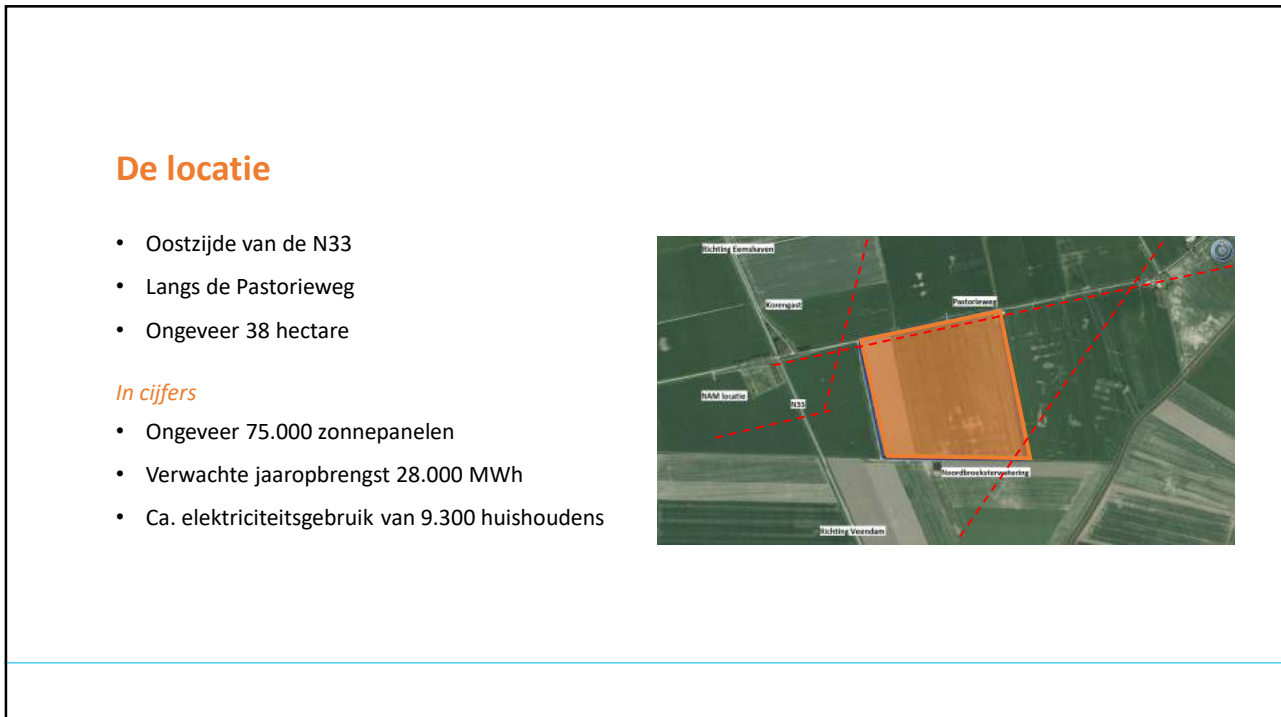 De locatie
• Oostzijde van de N33
• Langs de Pastorieweg
• Ongeveer 38 hectare
In cijfers
• Ongeveer 75.000 zonnepanelen
• Verwachte jaaropbrengst 28.000 MWh
• Ca. elektriciteitsgebruik van 9.300 huishoudens
Richting Eemshaven
Korengast
Pastorieweg
NAM locatie
N33
Noordbroeksterwatering
Richting Veendam